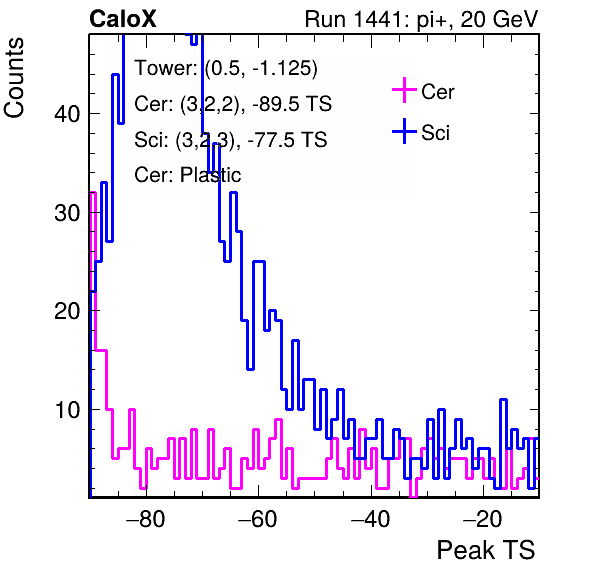 CaloX Run 1441: pi+, 20 GeV
Counts
Tower: (0.5, -1.125)
Cer: (3,2,2), -89.5 TS
Sci: (3,2,3), -77.5 TS
Cer: Plastic
Cer
Sci
40
30
20
10
−80 −60 −40 −20
Peak TS